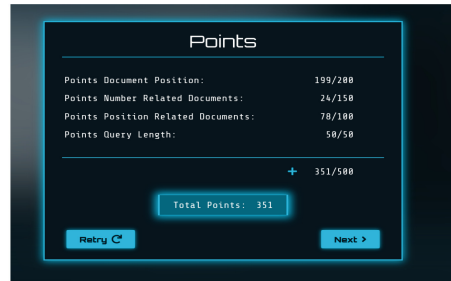 Points
Points Document Position: 199/200
Points Number Related Documents: 24/150
Points Position Related Documents: 78/100
Points Query Length: 50/50
+ 351/500
Total Points: 351
Retry
Next >